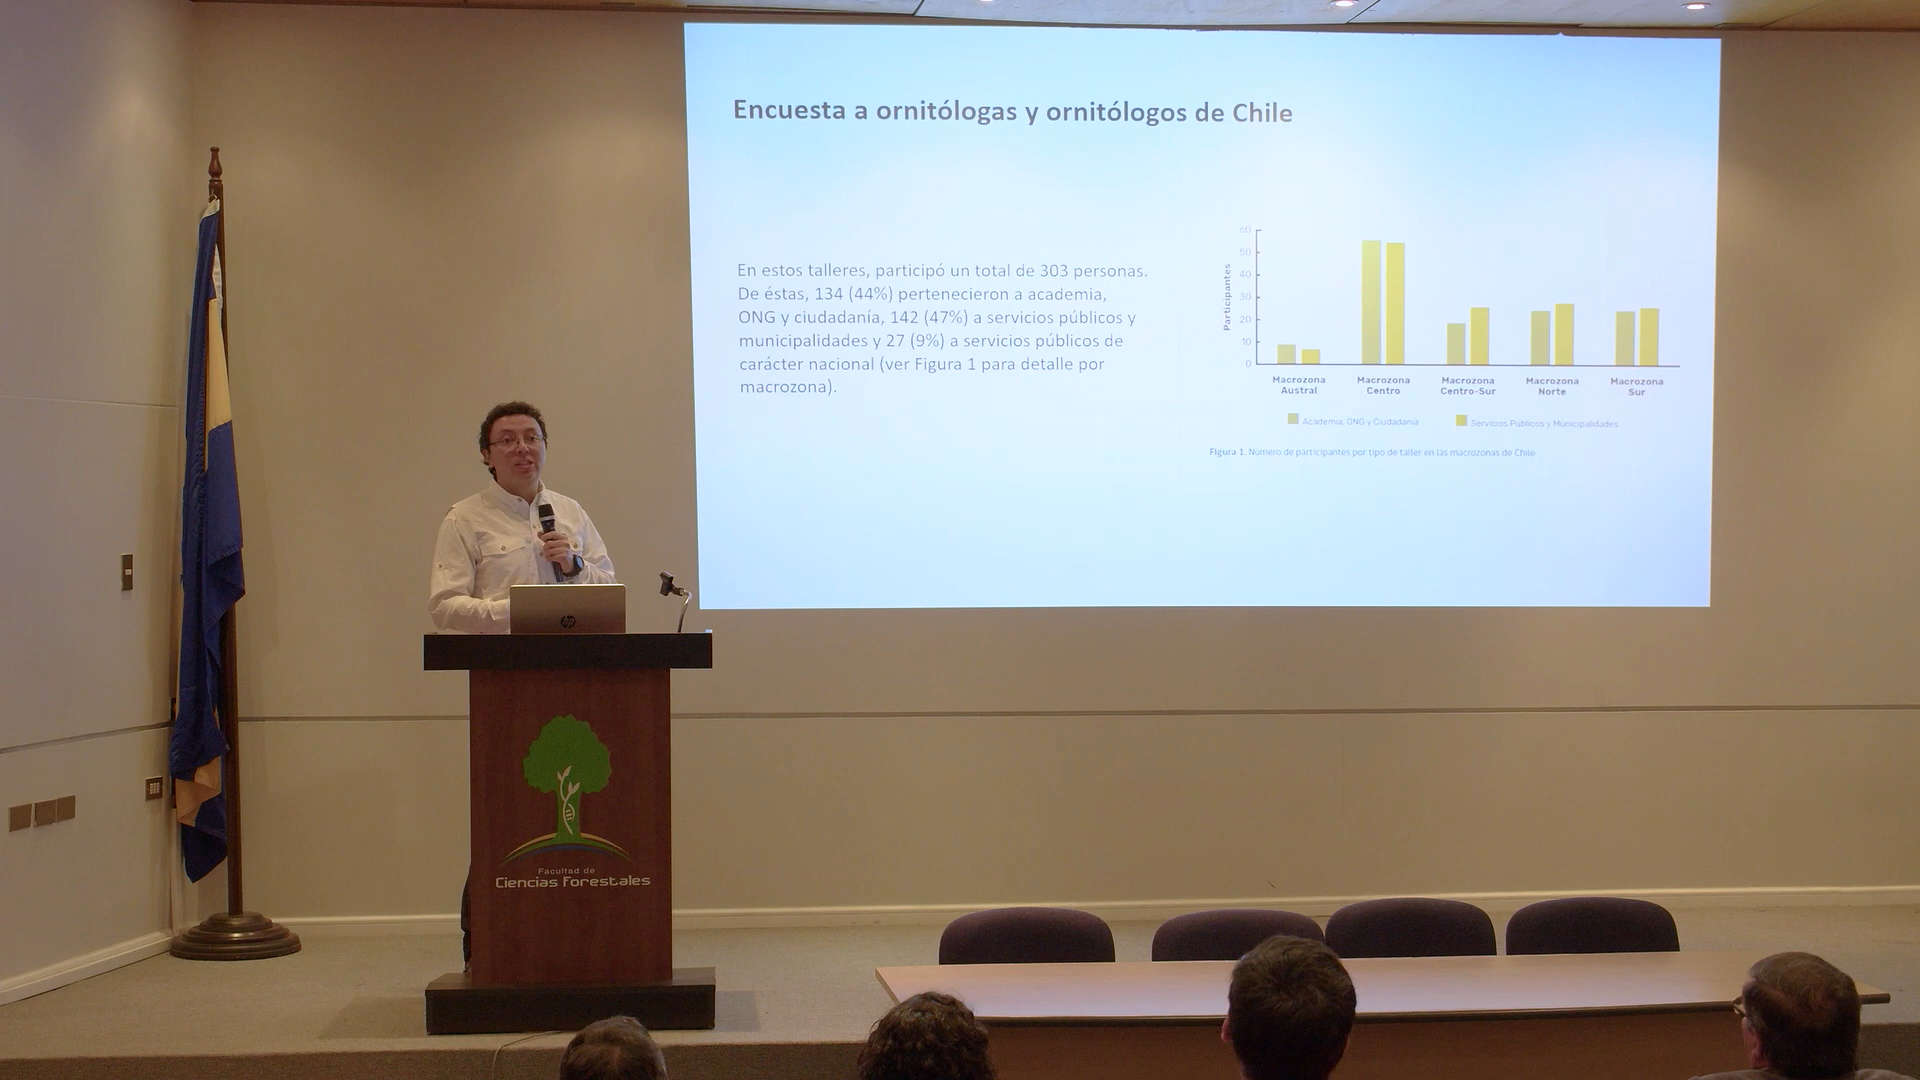 Encuesta a ornitólogas y ornitólogos de Chile
En estos talleres, participó un total de 303 personas.
De éstas, 134 (44%) pertenecieron a academia,
ONG y ciudadanía, 142 (47%) a servicios públicos y
municipalidades y 27 (9%) a servicios públicos de
carácter nacional (ver Figura 1 para detalle por
macrozona).
Participantes
60
50
40
30
20
10
0
Macrozona Austral
Macrozona Centro
Macrozona Centro-Sur
Macrozona Norte
Macrozona Sur
Academia, ONG y Ciudadanía
Servicios Públicos y Municipalidades
Figura 1. Número de participantes por tipo de taller en las macrozonas de Chile
hp
Facultad de
Ciencias Forestales